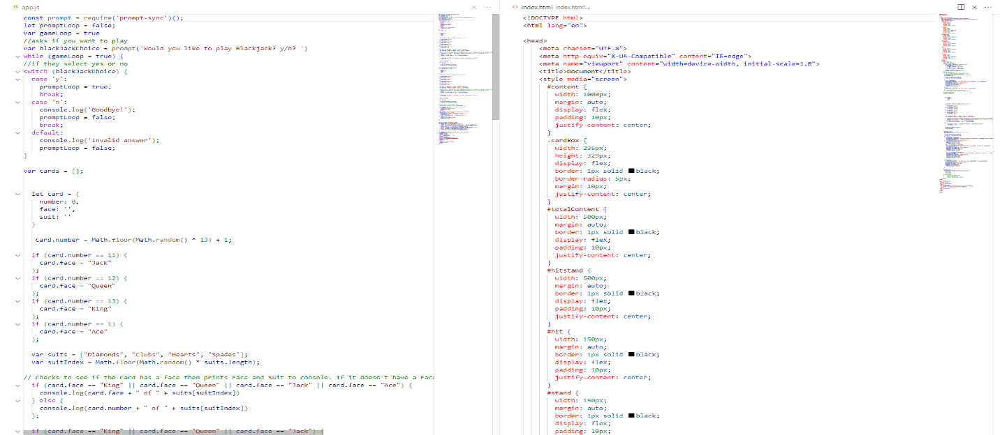 JS app.js
const prompt = require('prompt-sync')();
let promptLoop = false;
var gameLoop = true
//asks if you want to play
var blackJackChoice = prompt('Would you like to play Blackjack? y/n? ')
while (gameLoop = true) {
//if they select yes or no
switch (blackJackChoice) {
case 'y':
promptLoop = true;
break;
case 'n':
console.log('Goodbye!');
promptLoop = false;
break;
default:
console.log('Invalid answer');
promptLoop = false;
}
var cards = [];
let card = {
number: 0,
face: '',
suit: ''
}
card.number = Math.floor(Math.random() * 13) + 1;
if (card.number == 11) {
card.face = "Jack"
};
if (card.number == 12) {
card.face = "Queen"
};
if (card.number == 13) {
card.face = "King"
};
if (card.number == 1) {
card.face = "Ace"
};
var suits = ["Diamonds", "Clubs", "Hearts", "Spades"];
var suitIndex = Math.floor(Math.random() * suits.length);
// Checks to see if the Card has a face then prints Face and Suit to console. If it doesn't have a Fac
if (card.face == "King" || card.face == "Queen" || card.face == "Jack" || card.face == "Ace") {
console.log(card.face + " of " + suits[suitIndex])
} else {
console.log(card.number + " of " + suits[suitIndex])
};
if (card.face == "King" || card.face == "Queen" || card.face == "Jack") {
<> index.html index.html\...
<!DOCTYPE html>
<html lang="en">
<head>
<meta charset="UTF-8">
<meta http-equiv="X-UA-Compatible" content="IE=edge">
<meta name="viewport" content="width=device-width, initial-scale=1.0">
<title>Document</title>
<style media="screen">
#content {
width: 1000px;
margin: auto;
display: flex;
padding: 10px;
justify-content: center;
}
.cardBox {
width: 235px;
height: 329px;
display: flex;
border: 1px solid black;
border-radius: 5px;
margin: 10px;
justify-content: center;
}
#totalContent {
width: 500px;
margin: auto;
border: 1px solid black;
display: flex;
padding: 10px;
justify-content: center;
}
#hitstand {
width: 500px;
margin: auto;
border: 1px solid black;
display: flex;
padding: 10px;
justify-content: center;
}
#hit {
width: 150px;
margin: auto;
border: 1px solid black;
display: flex;
padding: 10px;
justify-content: center;
}
#stand {
width: 150px;
margin: auto;
border: 1px solid black;
display: flex;
padding: 10px;